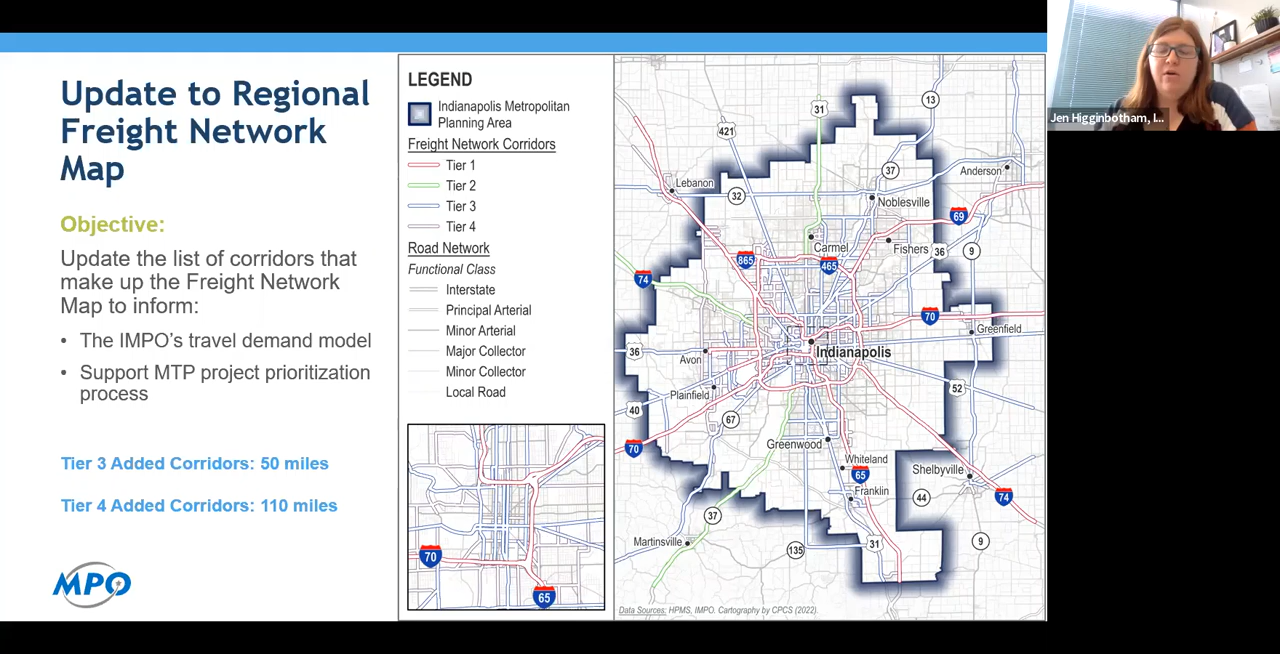 Update to Regional
Freight Network
Map
Objective:
Update the list of corridors that
make up the Freight Network
Map to inform:
• The IMPO's travel demand model
• Support MTP project prioritization
process
Tier 3 Added Corridors: 50 miles
Tier 4 Added Corridors: 110 miles
MPO
LEGEND
Indianapolis Metropolitan
Planning Area
Freight Network Corridors
Tier 1
Tier 2
Tier 3
Tier 4
Road Network
Functional Class
Interstate
Principal Arterial
Minor Arterial
Major Collector
Minor Collector
Local Road
70
65
31
13
421
37
Anderson
Lebanon
32
Noblesville
69
Carmel
Fishers
36
9
865
465
74
70
Greenfield
36
Avon
Indianapolis
52
Plainfield
40
67
70
Greenwood
Whiteland
65
Shelbyville
74
44
Franklin
37
Martinsville
135
31
9
Data Sources: HPMS, IMPO. Cartography by CPCS (2022).
Jen Higginbotham, I...